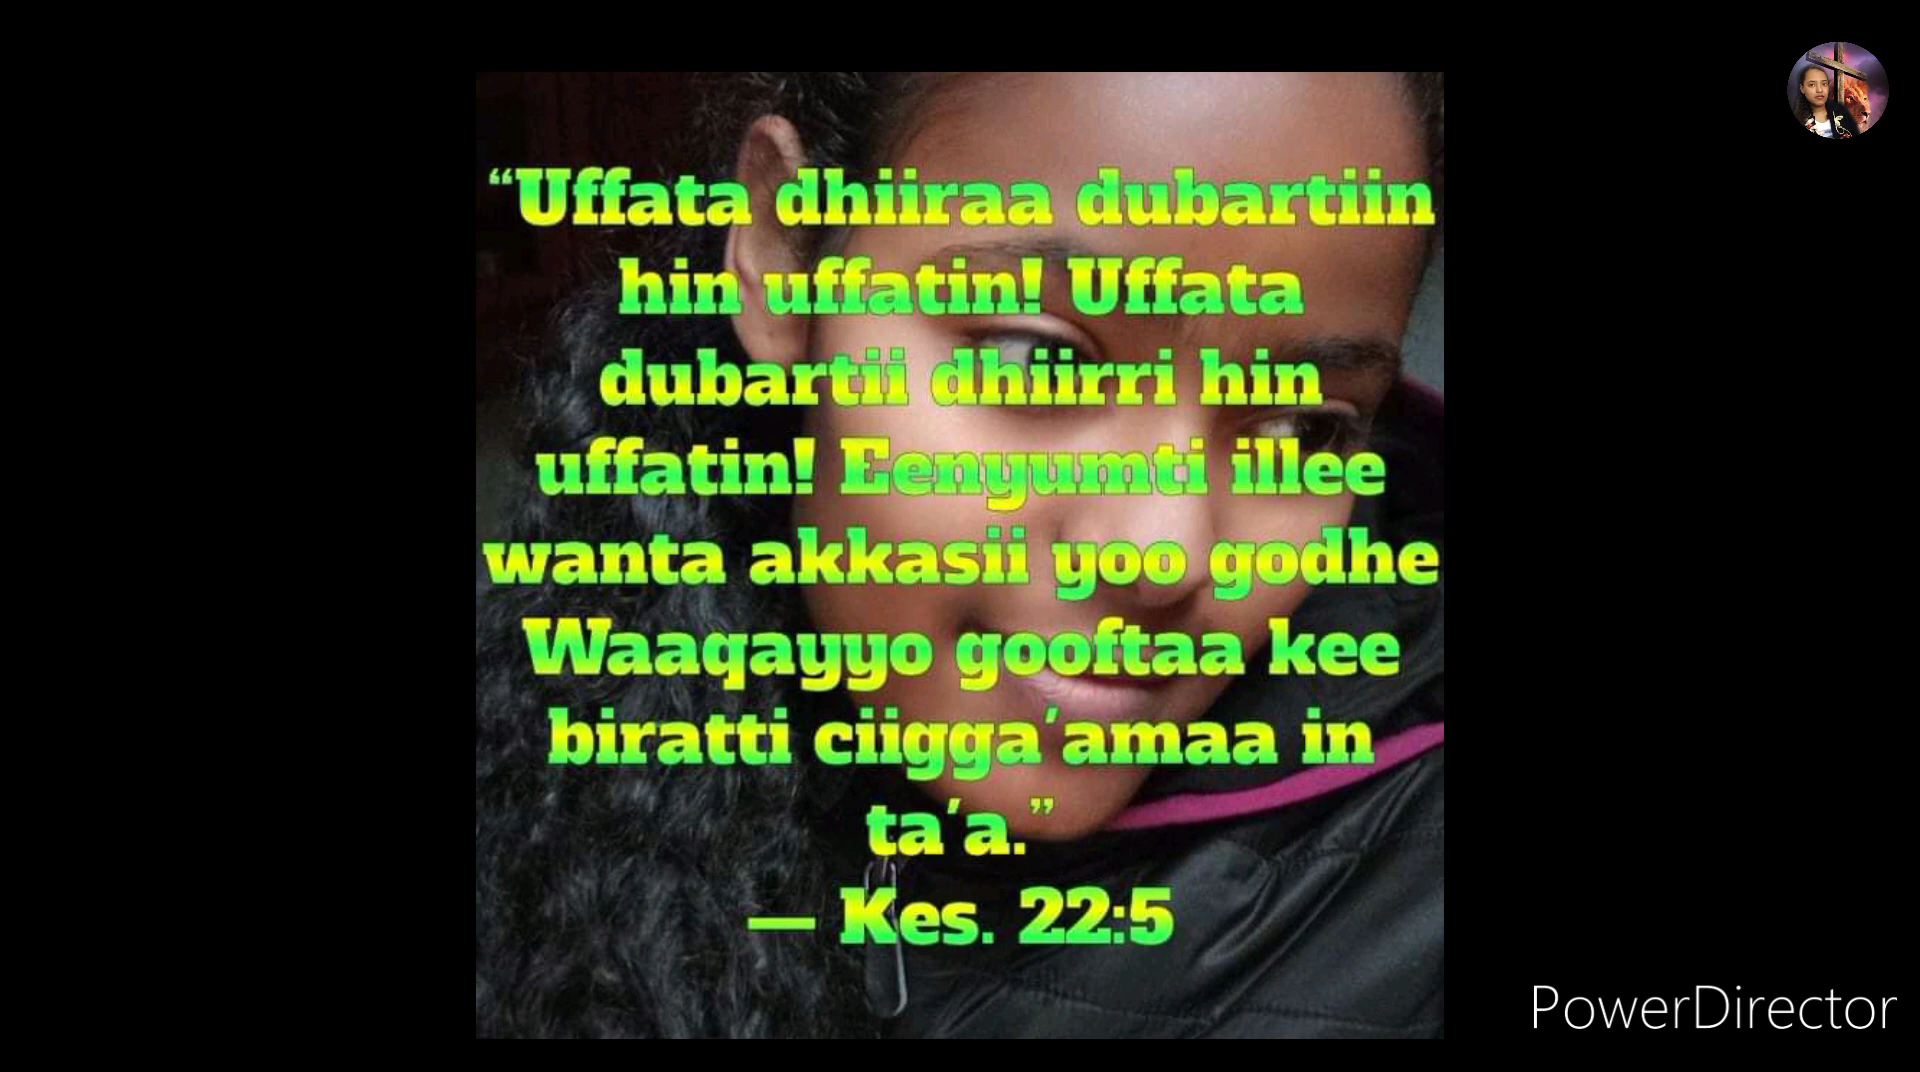 “Uffata dhiiraa dubartiin
hin uffatin! Uffata
dubartii dhiirri hin
uffatin! Eenyumti illee
wanta akkasii yoo godhe
Waaqayyo gooftaa kee
biratti ciigga’amaa in
ta’a.”
— Kes. 22:5
PowerDirector